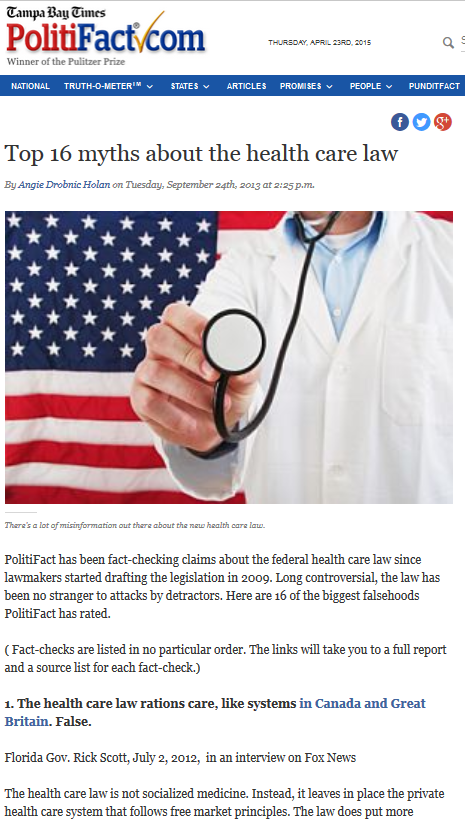 Tampa Bay Times
PolitiFact.com
Winner of the Pulitzer Prize
THURSDAY, APRIL 23RD, 2015
S
NATIONAL TRUTH-O-METER℠ STATES ARTICLES PROMISES PEOPLE PUNDITFACT
f g+
Top 16 myths about the health care law
By Angie Drobnic Holan on Tuesday, September 24th, 2013 at 2:25 p.m.
There's a lot of misinformation out there about the new health care law.
PolitiFact has been fact-checking claims about the federal health care law since
lawmakers started drafting the legislation in 2009. Long controversial, the law has
been no stranger to attacks by detractors. Here are 16 of the biggest falsehoods
PolitiFact has rated.
( Fact-checks are listed in no particular order. The links will take you to a full report
and a source list for each fact-check.)
1. The health care law rations care, like systems in Canada and Great
Britain. False.
Florida Gov. Rick Scott, July 2, 2012, in an interview on Fox News
The health care law is not socialized medicine. Instead, it leaves in place the private
health care system that follows free market principles. The law does put more